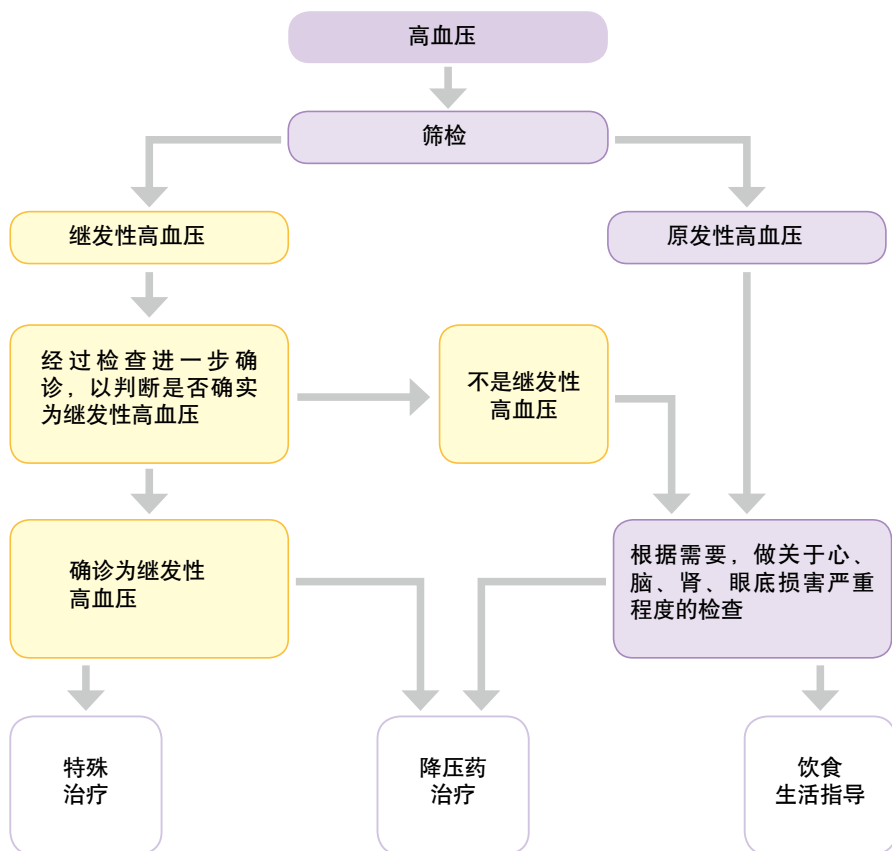 高血压
筛检
继发性高血压
原发性高血压
经过检查进一步确
诊，以判断是否确实
为继发性高血压
不是继发性
高血压
确诊为继发性
高血压
根据需要，做关于心、
脑、肾、眼底损害严重
程度的检查
特殊
治疗
降压药
治疗
饮食
生活指导